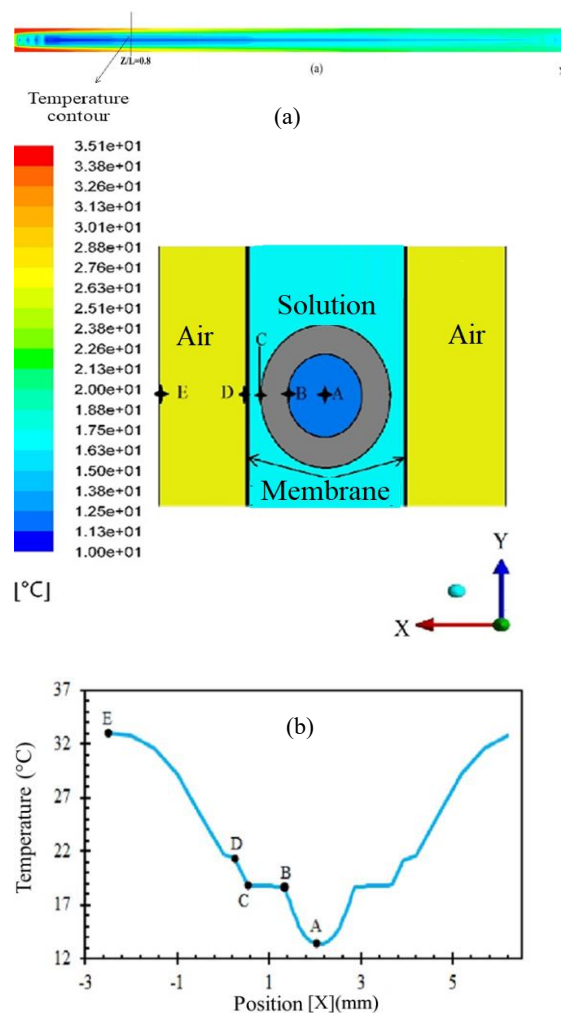 Z/L=0.8
(a)
Temperature
contour
(a)
3.51e+01
3.38e+01
3.26e+01
3.13e+01
3.01e+01
2.88e+01
2.76e+01
2.63e+01
2.51e+01
2.38e+01
2.26e+01
2.13e+01
2.00e+01
1.88e+01
1.75e+01
1.63e+01
1.50e+01
1.38e+01
1.25e+01
1.13e+01
1.00e+01
[°C]
Solution
Air
Air
C
E
D
B
A
Membrane
Y
X
(b)
37
32
27
22
17
12
-3
-1
1
3
5
E
D
C
B
A
Temperature (°C)
Position [X](mm)